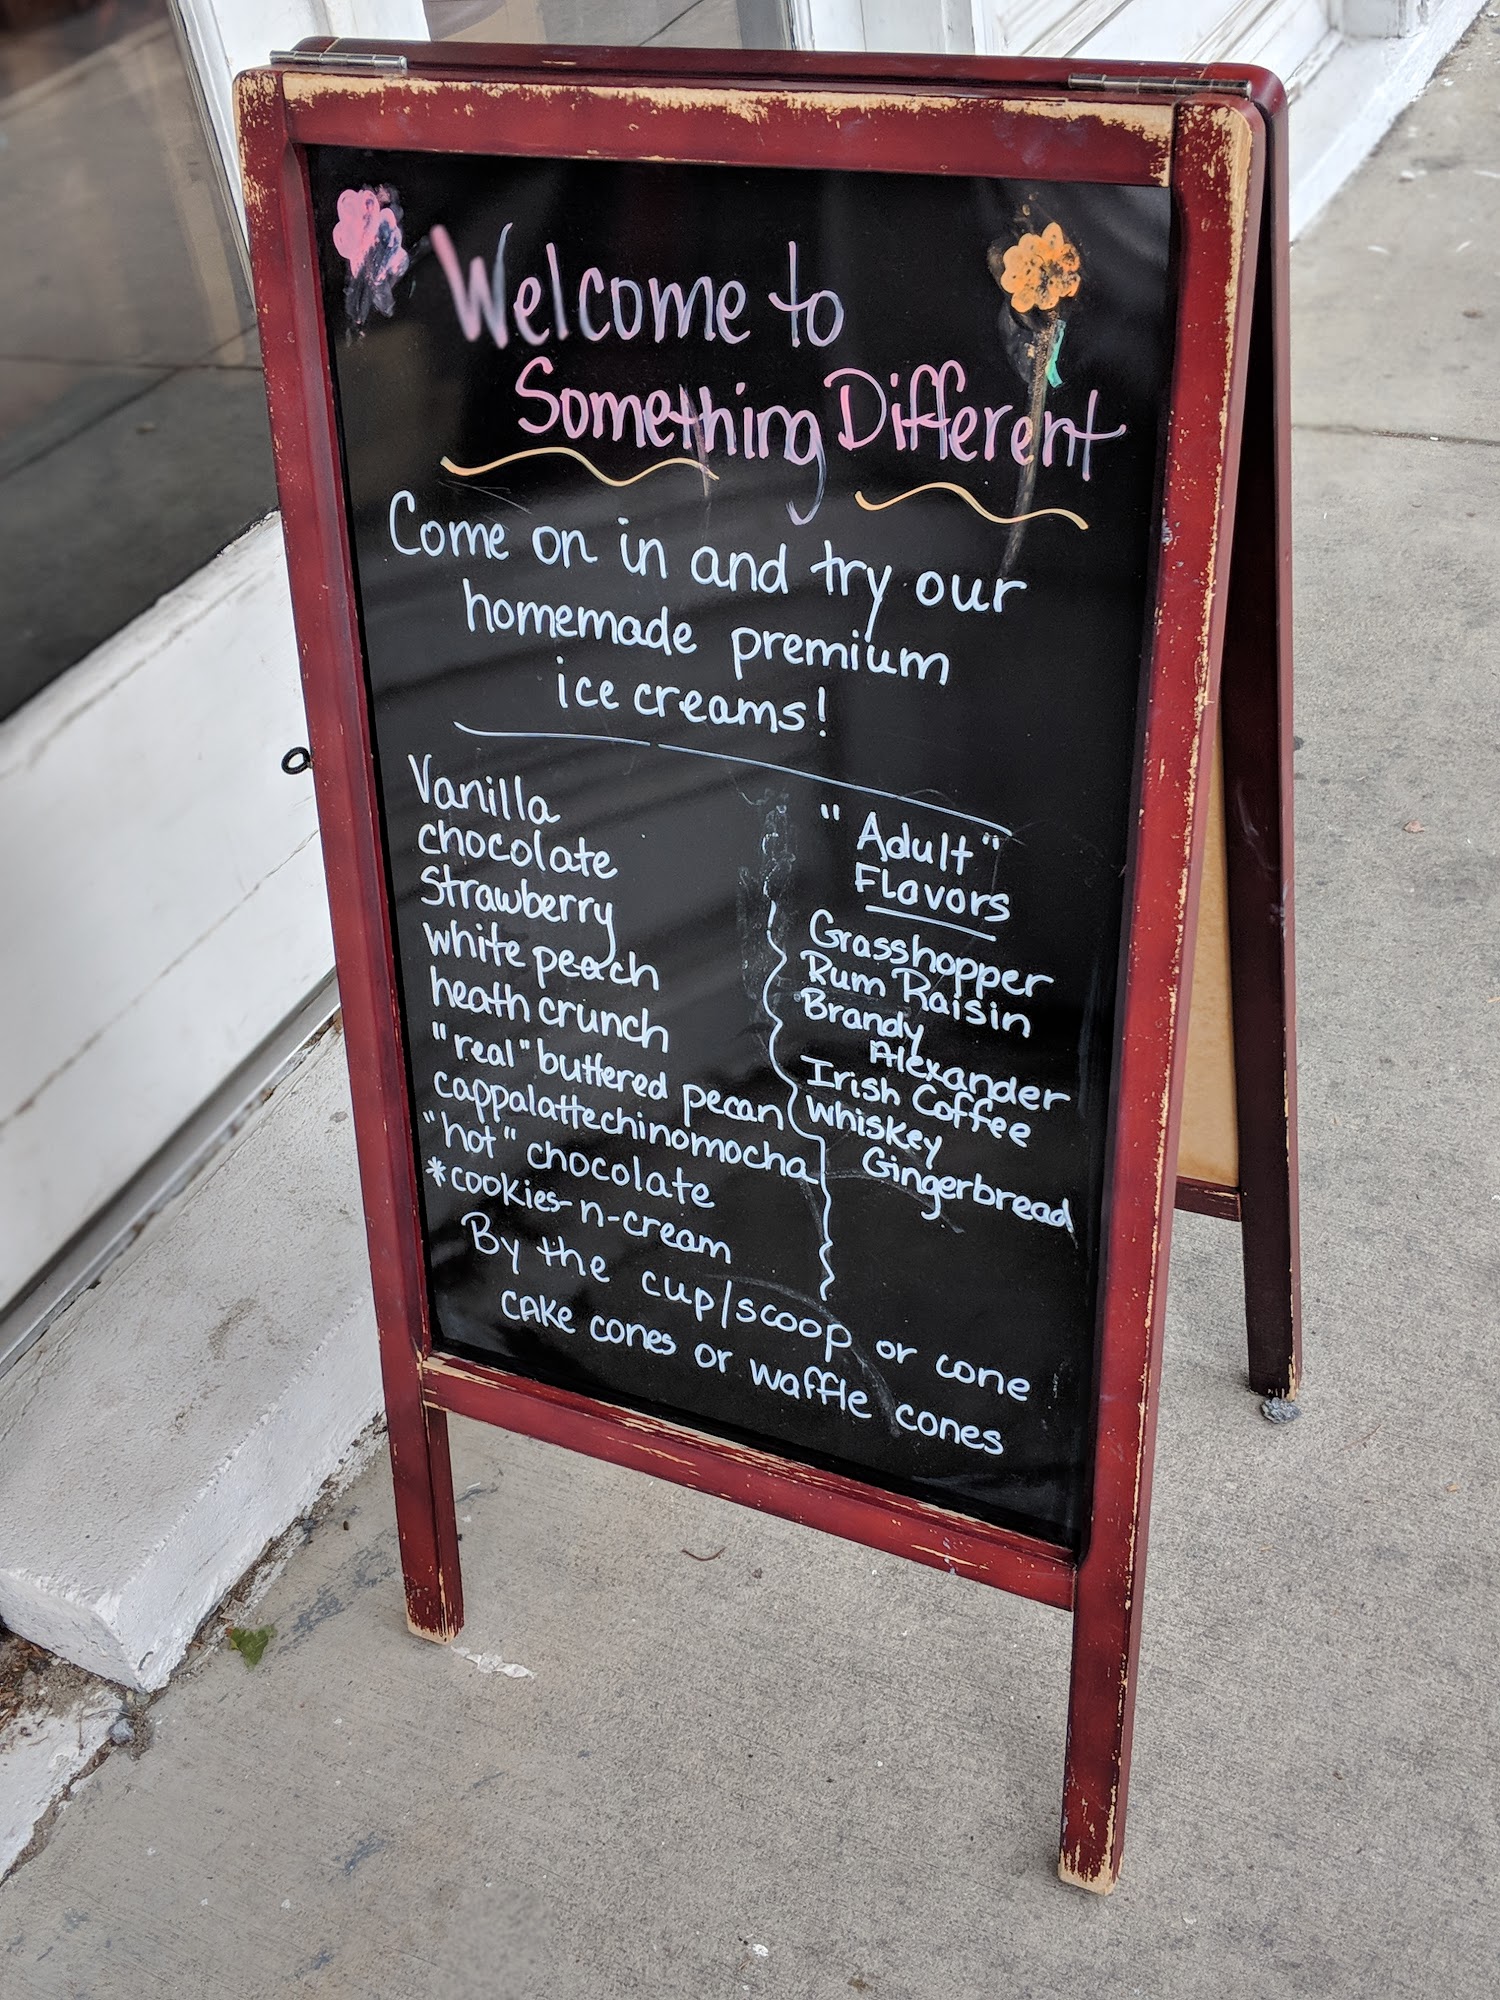 Welcome to
Something Different
Come on in and try our
homemade premium
ice creams!
Vanilla
chocolate
Strawberry
white peach
heath crunch
"real" buttered pecan
cappalattechinomocha
"hot" chocolate
*cookies-n-cream
"Adult"
Flavors
Grasshopper
Rum Raisin
Brandy
Alexander
Irish Coffee
Whiskey
Gingerbread
By the cup/scoop or cone
cake cones or waffle cones